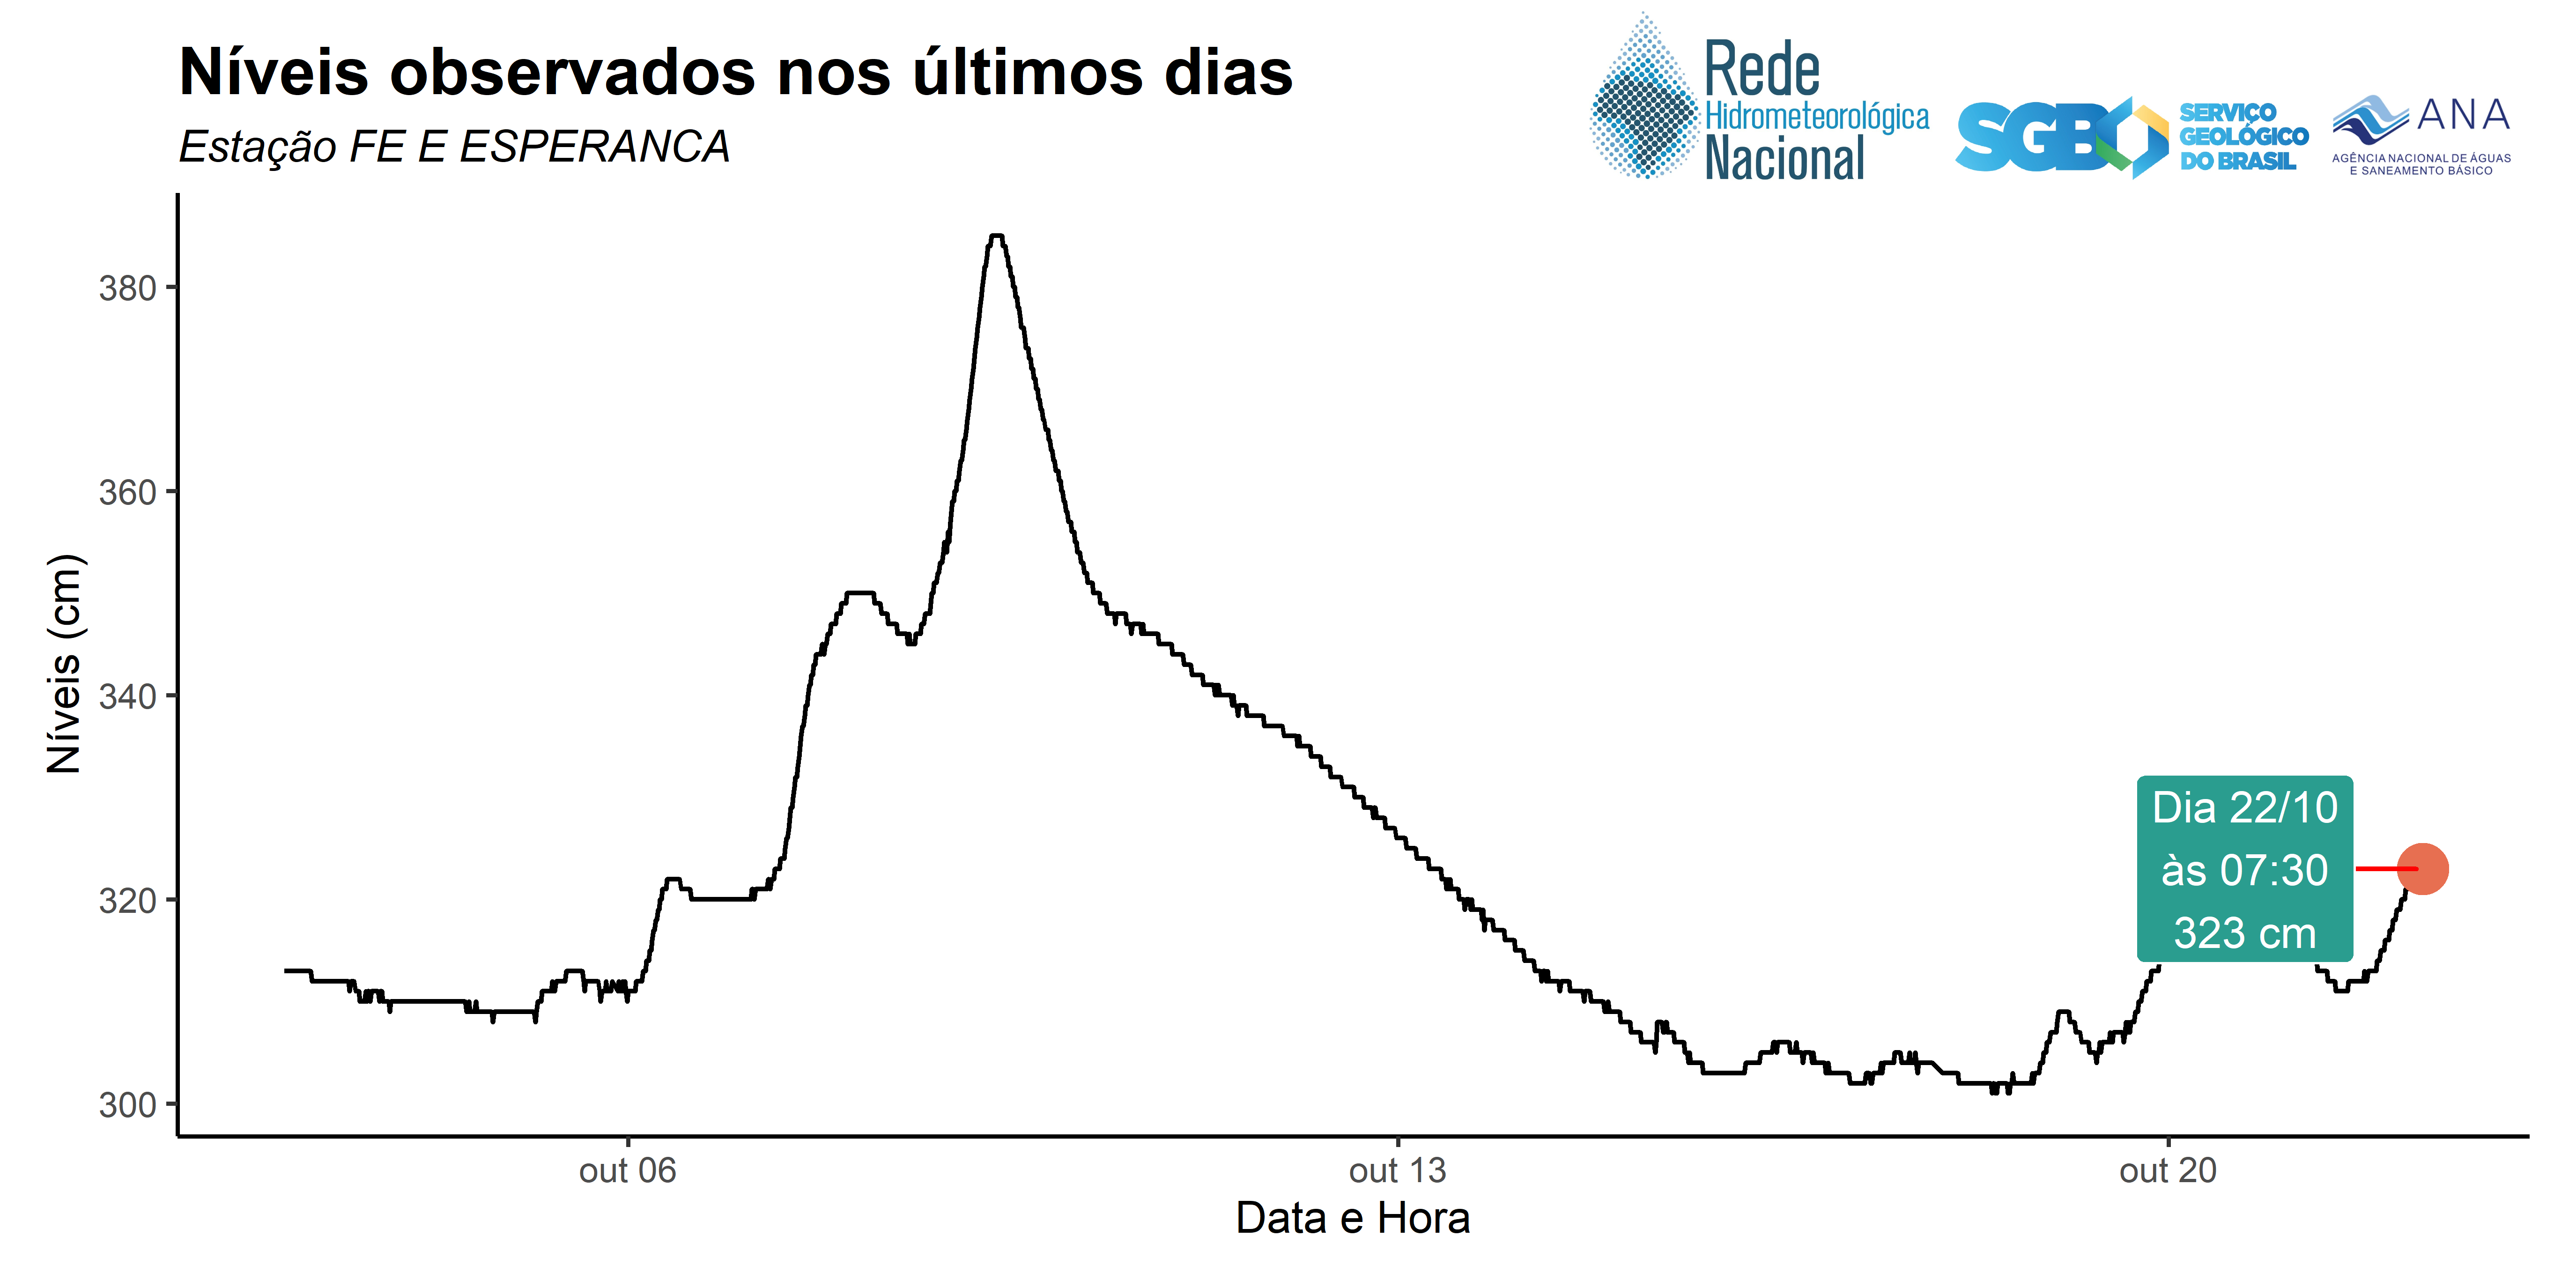 Níveis observados nos últimos dias
Estação FE E ESPERANCA
Rede
Hidrometeorológica
Nacional
SGB
SERVIÇO
GEOLÓGICO
DO BRASIL
ANA
AGÊNCIA NACIONAL DE ÁGUAS
E SANEAMENTO BÁSICO
Níveis (cm)
380
360
340
320
300
Dia 22/10
às 07:30
323 cm
out 06
out 13
out 20
Data e Hora